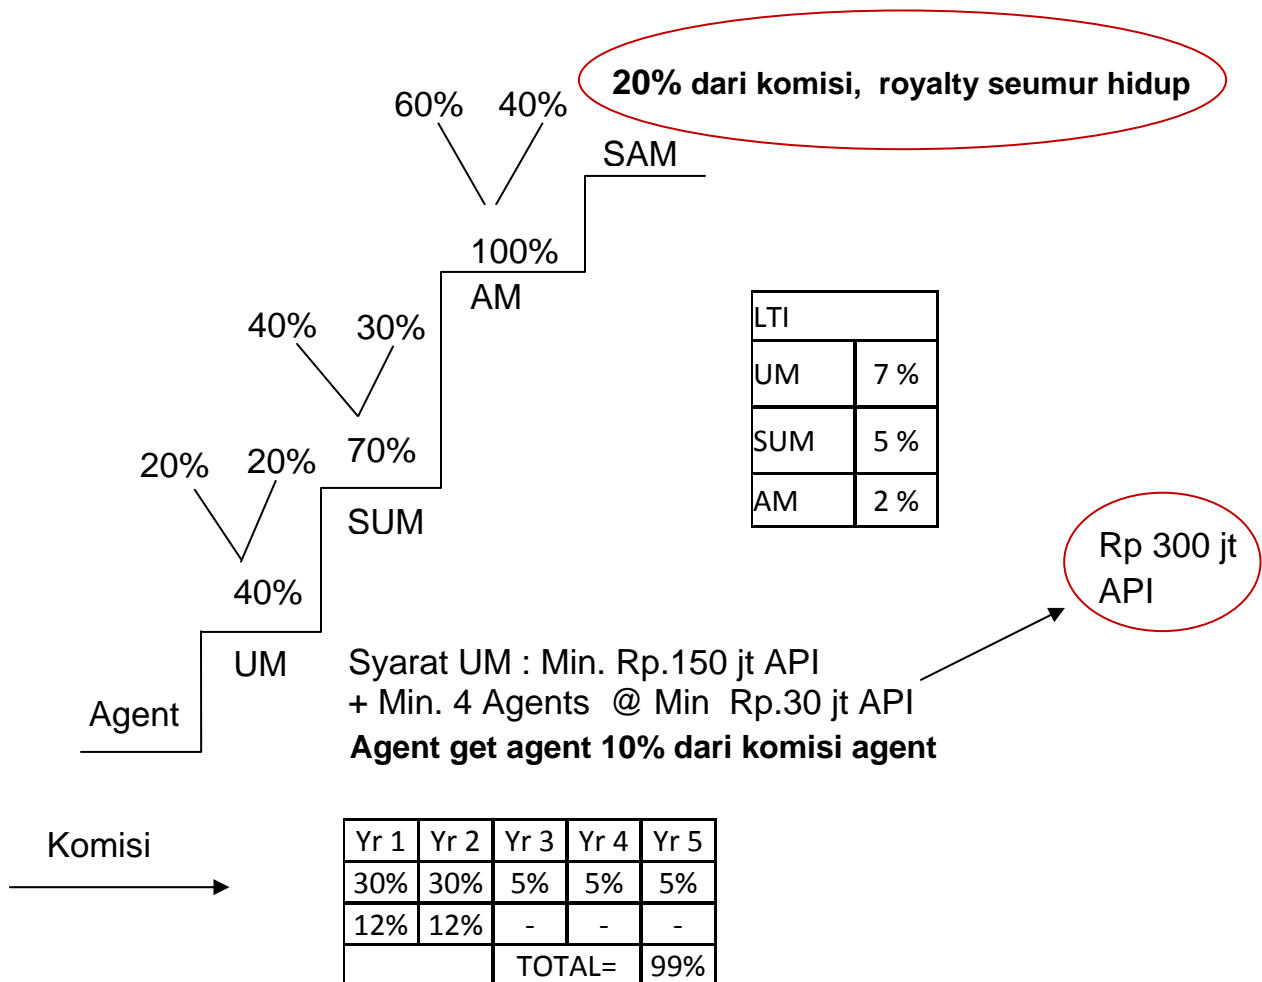 20% dari komisi, royalty seumur hidup
60% 40%
SAM
100%
AM
40% 30%
70%
SUM
20% 20%
40%
UM
Agent
LTI
UM 7 %
SUM 5 %
AM 2 %
Rp 300 jt
API
Syarat UM : Min. Rp.150 jt API
+ Min. 4 Agents @ Min Rp.30 jt API
Agent get agent 10% dari komisi agent
Komisi
Yr 1 Yr 2 Yr 3 Yr 4 Yr 5
30% 30% 5% 5% 5%
12% 12% - - -
TOTAL= 99%